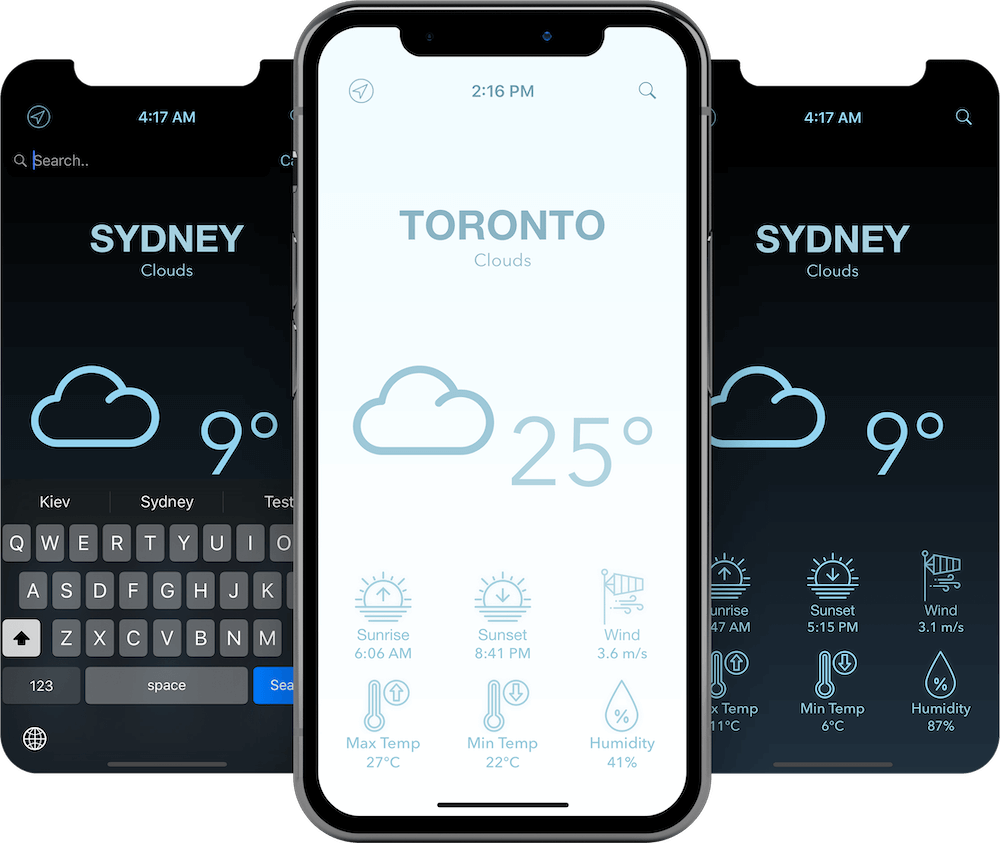 4:17 AM
Search..
Ca
SYDNEY
Clouds
9°
Kiev Sydney Test
Q W E R T Y U I O
A S D F G H J K
Z X C V B N M
123 space Sea
2:16 PM
TORONTO
Clouds
25°
Sunrise Sunset Wind
6:06 AM 8:41 PM 3.6 m/s
Max Temp Min Temp Humidity
27°C 22°C 41%
4:17 AM
SYDNEY
Clouds
9°
unrise Sunset Wind
47 AM 5:15 PM 3.1 m/s
x Temp Min Temp Humidity
11°C 6°C 87%